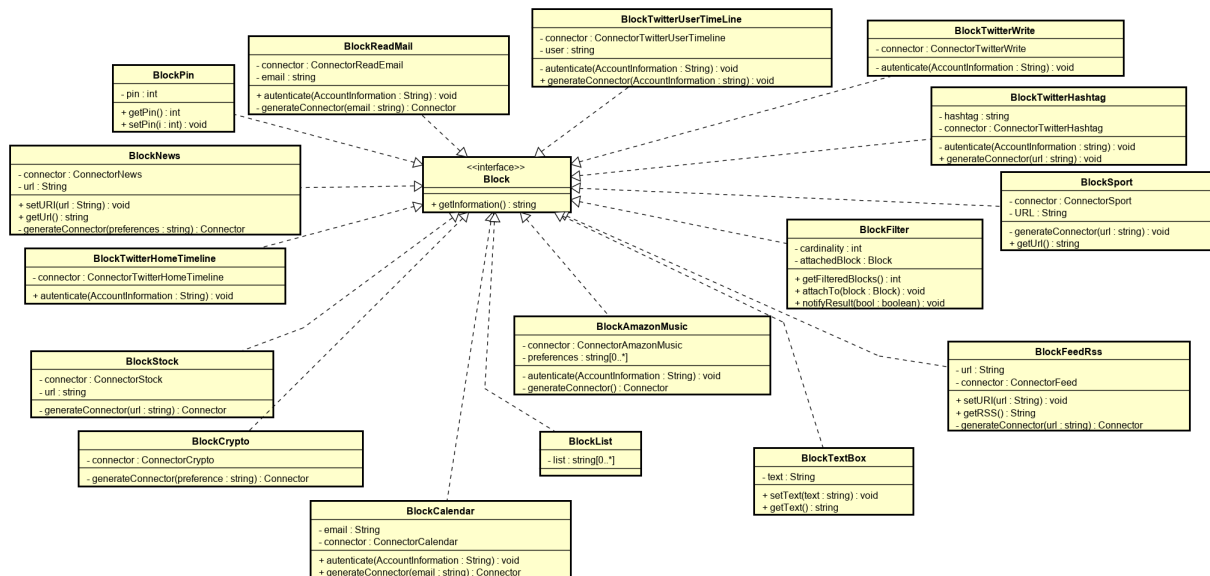 BlockTwitterUserTimeLine
- connector : ConnectorTwitterUserTimeline
- user : string
- autenticate(AccountInformation : String) : void
+ generateConnector(AccountInformation : string) : void
BlockTwitterWrite
- connector : ConnectorTwitterWrite
- autenticate(AccountInformation : String) : void
BlockReadMail
- connector : ConnectorReadEmail
- email : string
+ autenticate(AccountInformation : String) : void
- generateConnector(email : string) : Connector
BlockPin
- pin : int
+ getPin() : int
+ setPin(i : int) : void
BlockTwitterHashtag
- hashtag : string
- connector : ConnectorTwitterHashtag
- autenticate(AccountInformation : string) : void
+ generateConnector(url : string) : void
BlockNews
- connector : ConnectorNews
- url : String
+ setURI(url : String) : void
+ getUrl() : string
- generateConnector(preferences : string) : Connector
<<interface>>
Block
+ getInformation() : string
BlockSport
- connector : ConnectorSport
- URL : String
- generateConnector(url : string) : void
+ getUrl() : string
BlockFilter
- cardinality : int
- attachedBlock : Block
+ getFilteredBlocks() : int
+ attachTo(block : Block) : void
+ notifyResult(bool : boolean) : void
BlockTwitterHomeTimeline
- connector : ConnectorTwitterHomeTimeline
+ autenticate(AccountInformation : String) : void
BlockAmazonMusic
- connector : ConnectorAmazonMusic
- preferences : string[0..*]
- autenticate(AccountInformation : String) : void
- generateConnector() : Connector
BlockStock
- connector : ConnectorStock
- url : string
- generateConnector(url : string) : Connector
BlockFeedRss
- url : String
- connector : ConnectorFeed
+ setURI(url : String) : void
+ getRSS() : String
- generateConnector(url : string) : Connector
BlockCrypto
- connector : ConnectorCrypto
- generateConnector(preference : string) : Connector
BlockList
- list : string[0..*]
BlockTextBox
- text : String
+ setText(text : string) : void
+ getText() : string
BlockCalendar
- email : String
- connector : ConnectorCalendar
+ autenticate(AccountInformation : String) : void
+ generateConnector(email : string) : Connector